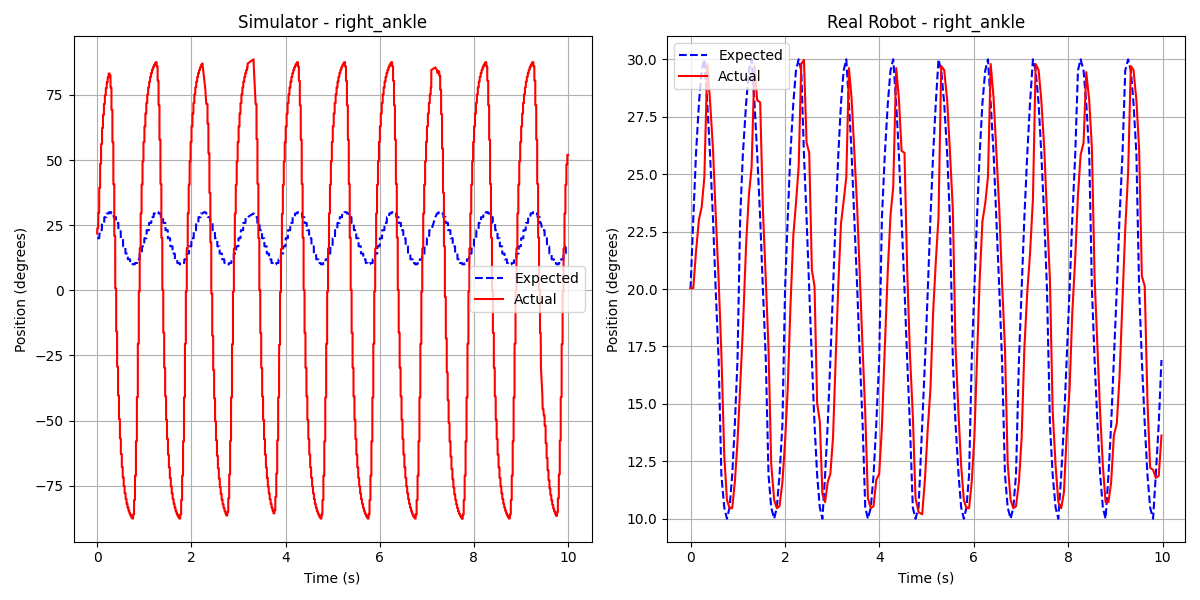 Simulator - right_ankle
Position (degrees)
75
50
25
0
−25
−50
−75
Expected
Actual
0
2
4
6
8
10
Time (s)
Real Robot - right_ankle
Position (degrees)
30.0
27.5
25.0
22.5
20.0
17.5
15.0
12.5
10.0
Expected
Actual
0
2
4
6
8
10
Time (s)